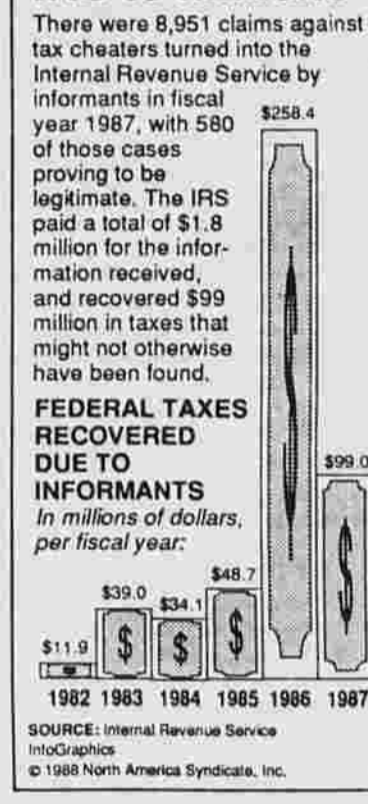 There were 8,951 claims against
tax cheaters turned into the
Internal Revenue Service by
informants in fiscal
year 1987, with 580
of those cases
proving to be
legitimate. The IRS
paid a total of $1.8
million for the infor-
mation received,
and recovered $99
million in taxes that
might not otherwise
have been found.
FEDERAL TAXES
RECOVERED
DUE TO
INFORMANTS
In millions of dollars,
per fiscal year:
$11.9
$39.0
$34.1
$48.7
$258.4
$99.0
1982 1983 1984 1985 1986 1987
SOURCE: Internal Revenue Service
InfoGraphics
© 1988 North America Syndicate, Inc.